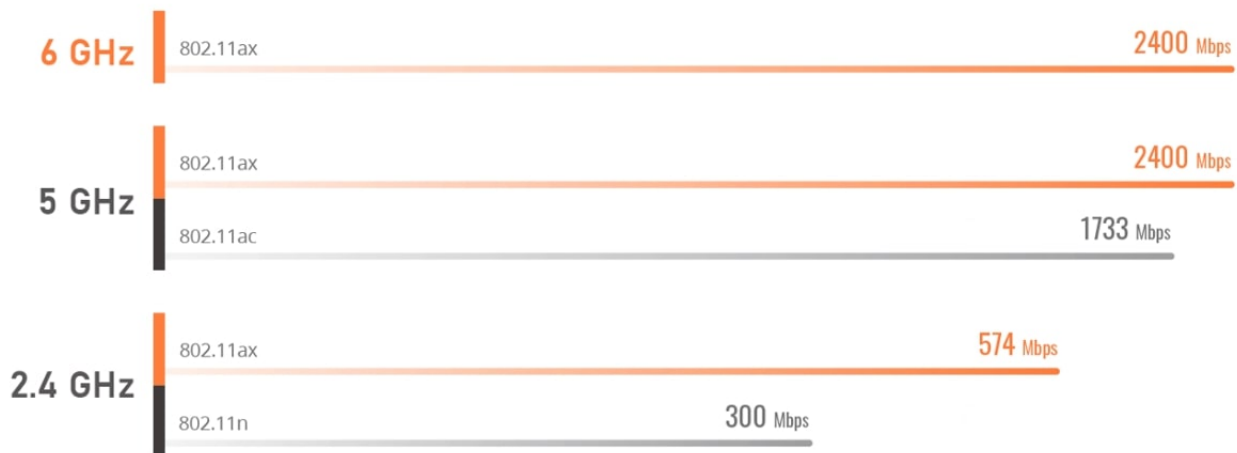 6 GHz
802.11ax
2400 Mbps
5 GHz
802.11ax
2400 Mbps
802.11ac
1733 Mbps
2.4 GHz
802.11ax
574 Mbps
802.11n
300 Mbps